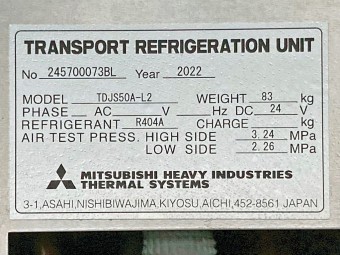 TRANSPORT REFRIGERATION UNIT
No 245700073BL Year 2022
MODEL TDJS50A-L2 WEIGHT 83 kg
PHASE AC V Hz DC 24 V
REFRIGERANT R404A CHARGE kg
AIR TEST PRESS. HIGH SIDE 3.24 MPa
LOW SIDE 2.26 MPa
MITSUBISHI HEAVY INDUSTRIES
THERMAL SYSTEMS
3-1,ASAHI,NISHIBIWAJIMA,KIYOSU,AICHI,452-8561 JAPAN